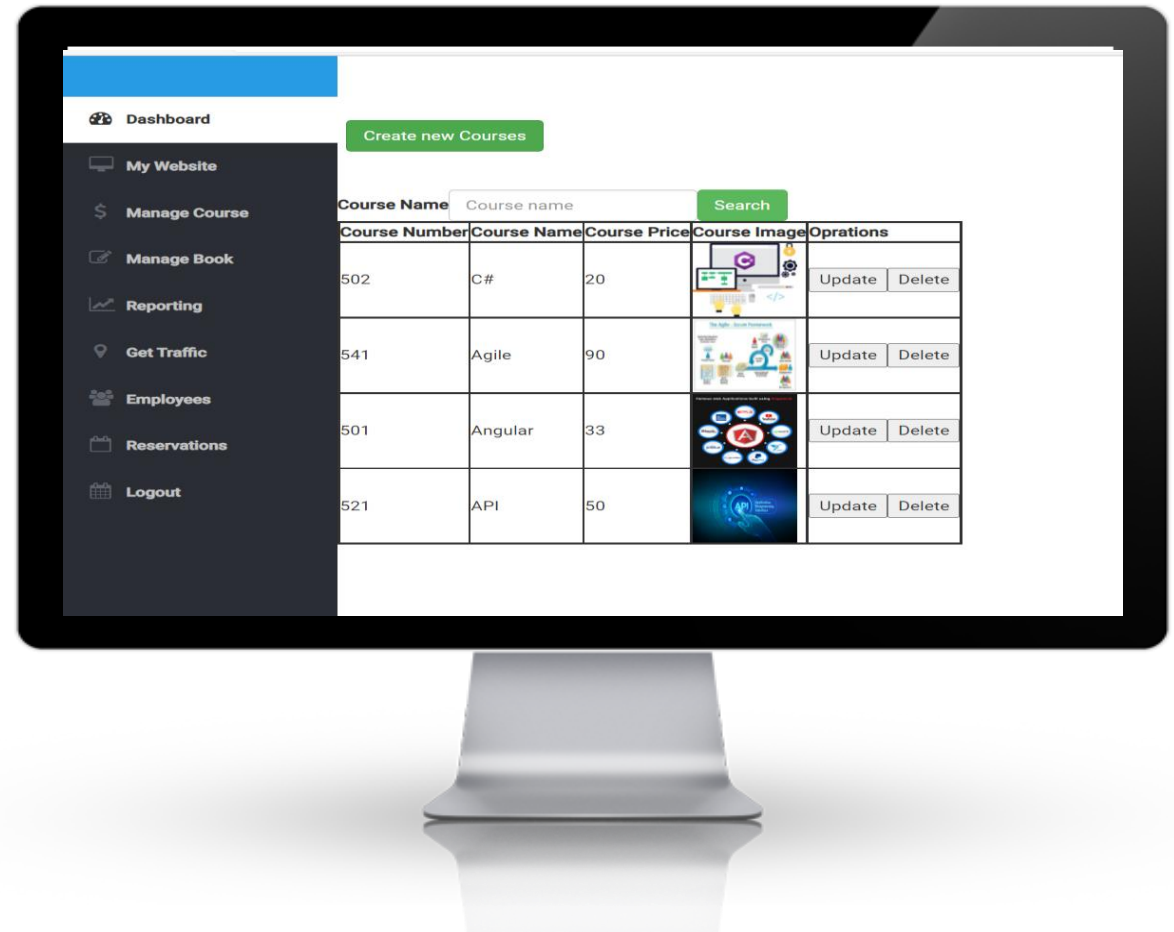 Dashboard
My Website
Manage Course
Manage Book
Reporting
Get Traffic
Employees
Reservations
Logout
Create new Courses
Course Name Course name Search
Course Number Course Name Course Price Course Image Oprations
502 C# 20 Update Delete
541 Agile 90 Update Delete
501 Angular 33 Update Delete
521 API 50 Update Delete
API